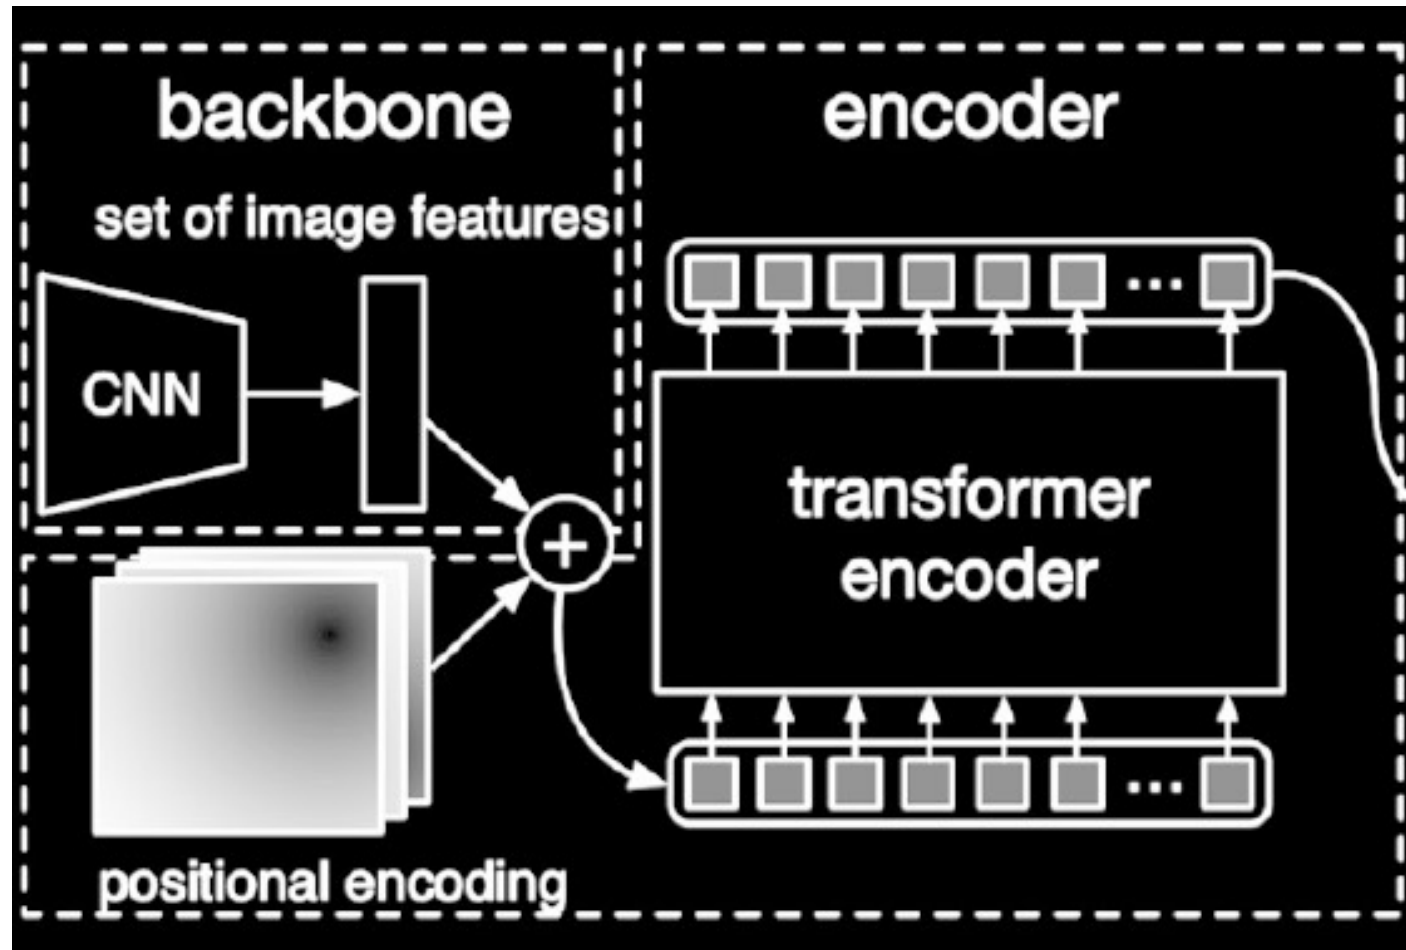 backbone
set of image features
CNN
+
positional encoding
encoder
...
transformer
encoder
...